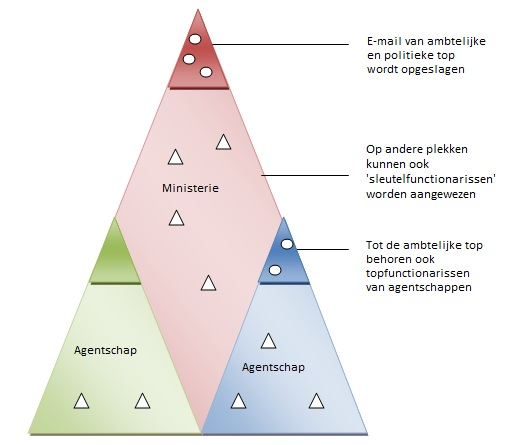 E-mail van ambtelijke
en politieke top
wordt opgeslagen
Op andere plekken
kunnen ook
'sleutelfunctionarissen'
worden aangewezen
Ministerie
Tot de ambtelijke top
behoren ook
topfunctionarissen
van agentschappen
Agentschap
Agentschap